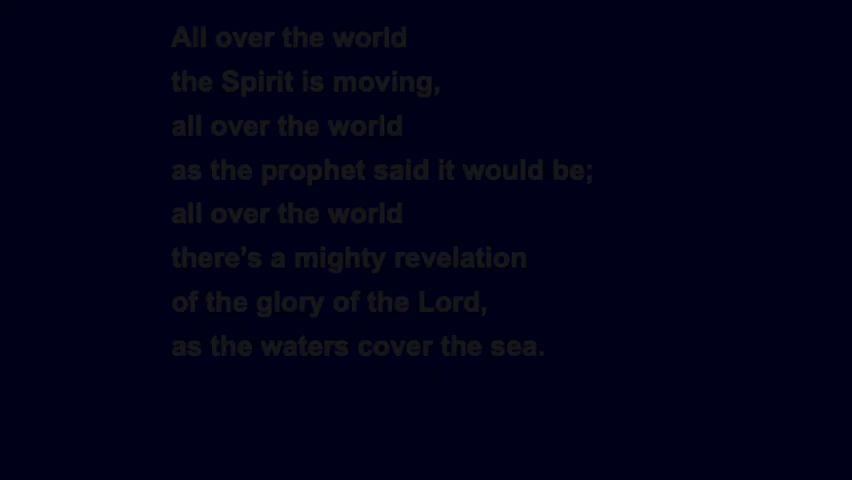 All over the world
the Spirit is moving,
all over the world
as the prophet said it would be;
all over the world
there’s a mighty revelation
of the glory of the Lord,
as the waters cover the sea.